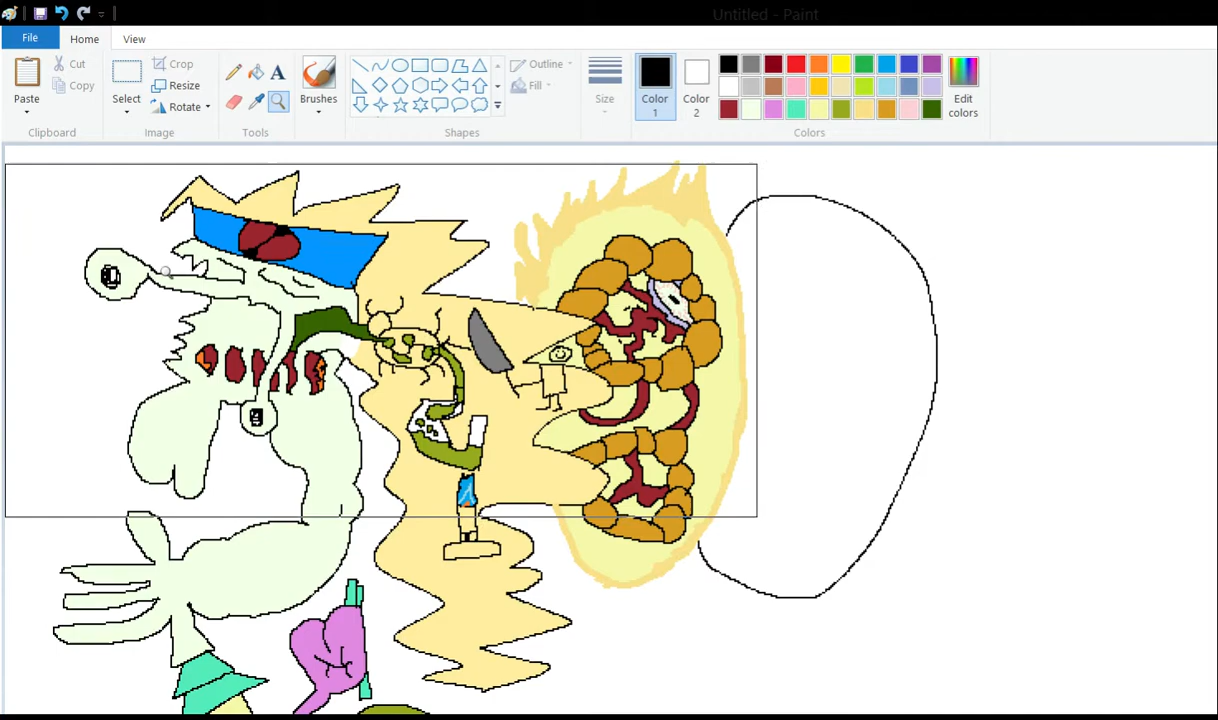 Untitled - Paint
File Home View
Paste Cut Copy Select Crop Resize Rotate Brushes Outline Fill Size Color 1 Color 2 Edit colors
Clipboard Image Tools Shapes Colors